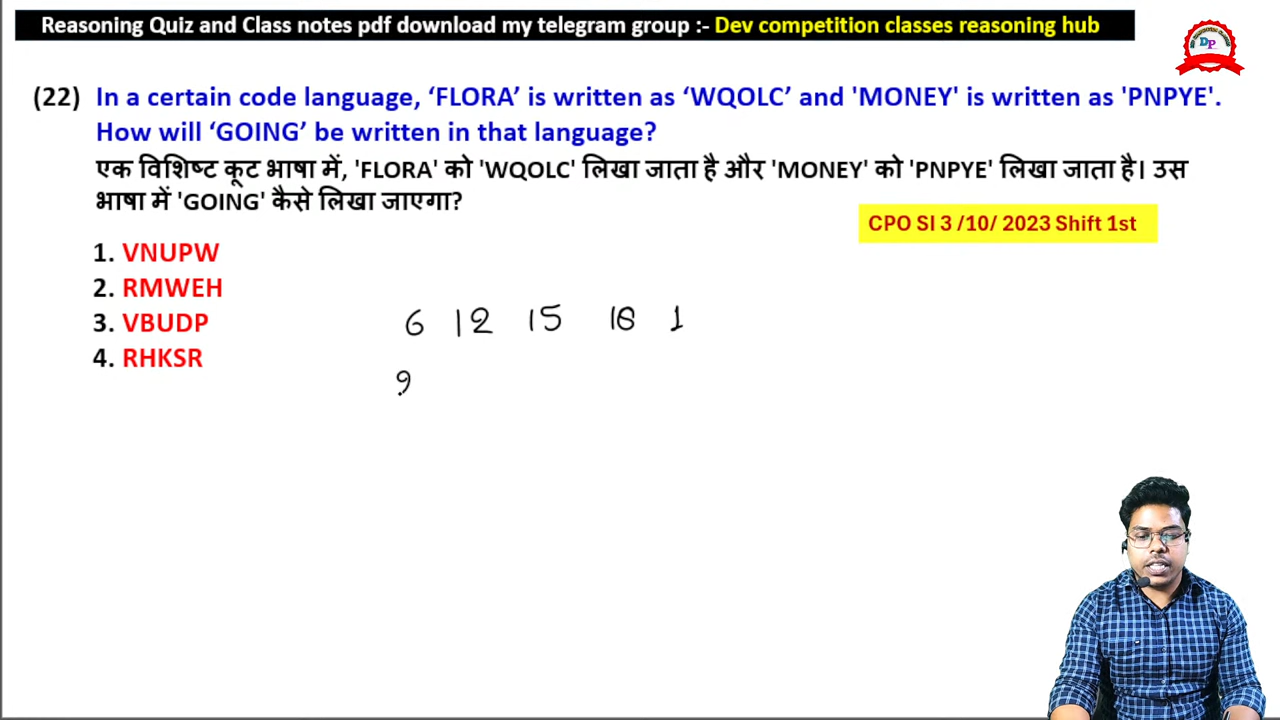 Reasoning Quiz and Class notes pdf download my telegram group :- Dev competition classes reasoning hub
DP
(22) In a certain code language, ‘FLORA’ is written as ‘WQOLC’ and 'MONEY' is written as 'PNPYE'.
How will ‘GOING’ be written in that language?
एक विशिष्ट कूट भाषा में, 'FLORA' को 'WQOLC' लिखा जाता है और 'MONEY' को 'PNPYE' लिखा जाता है। उस
भाषा में 'GOING' कैसे लिखा जाएगा?
CPO SI 3 /10/ 2023 Shift 1st
1. VNUPW
2. RMWEH
3. VBUDP
4. RHKSR
6 12 15 18 1
9